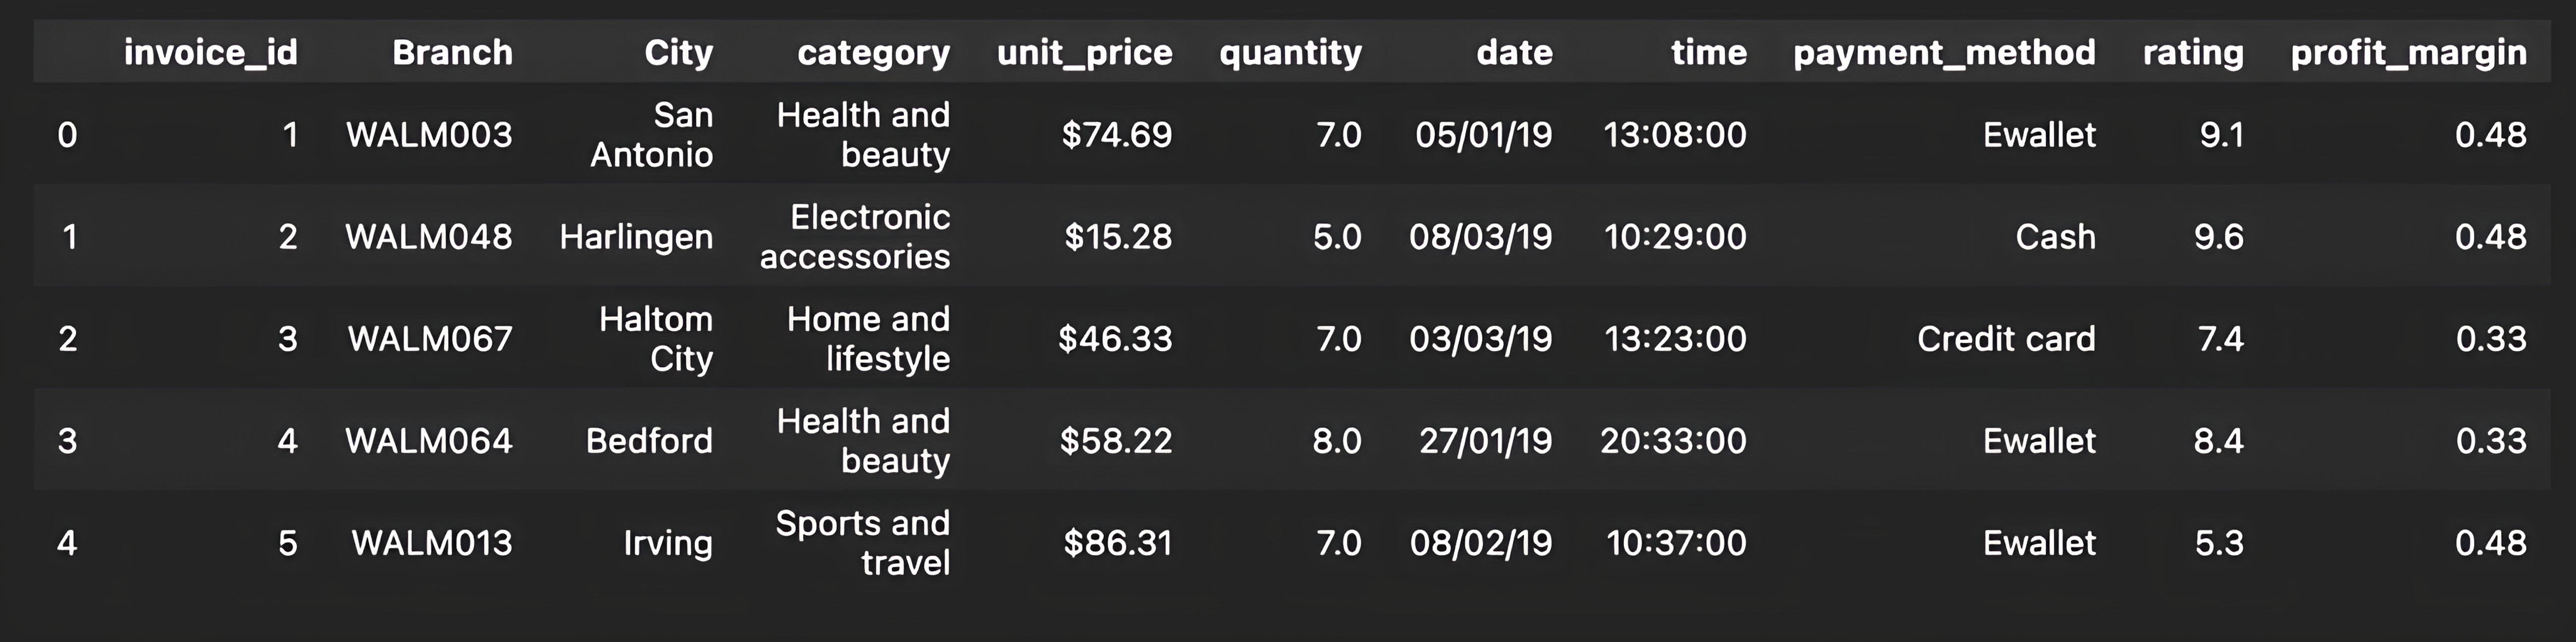 invoice_id Branch City category unit_price quantity date time payment_method rating profit_margin
0 1 WALM003 San Antonio Health and beauty $74.69 7.0 05/01/19 13:08:00 Ewallet 9.1 0.48
1 2 WALM048 Harlingen Electronic accessories $15.28 5.0 08/03/19 10:29:00 Cash 9.6 0.48
2 3 WALM067 Haltom City Home and lifestyle $46.33 7.0 03/03/19 13:23:00 Credit card 7.4 0.33
3 4 WALM064 Bedford Health and beauty $58.22 8.0 27/01/19 20:33:00 Ewallet 8.4 0.33
4 5 WALM013 Irving Sports and travel $86.31 7.0 08/02/19 10:37:00 Ewallet 5.3 0.48